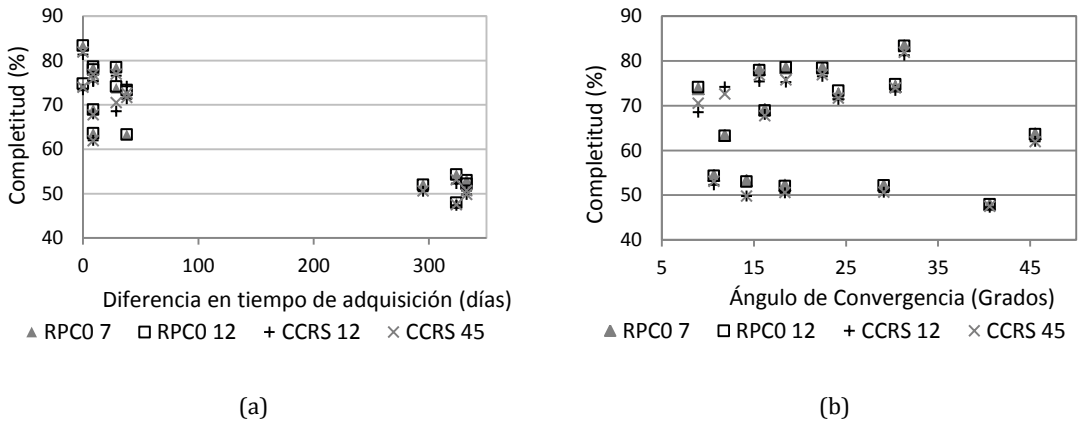 90
80
70
60
50
40
Completitud (%)
0 100 200 300
Diferencia en tiempo de adquisición (días)
RPC0 7 RPC0 12 CCRS 12 CCRS 45
(a)
90
80
70
60
50
40
Completitud (%)
5 15 25 35 45
Ángulo de Convergencia (Grados)
RPC0 7 RPC0 12 CCRS 12 CCRS 45
(b)